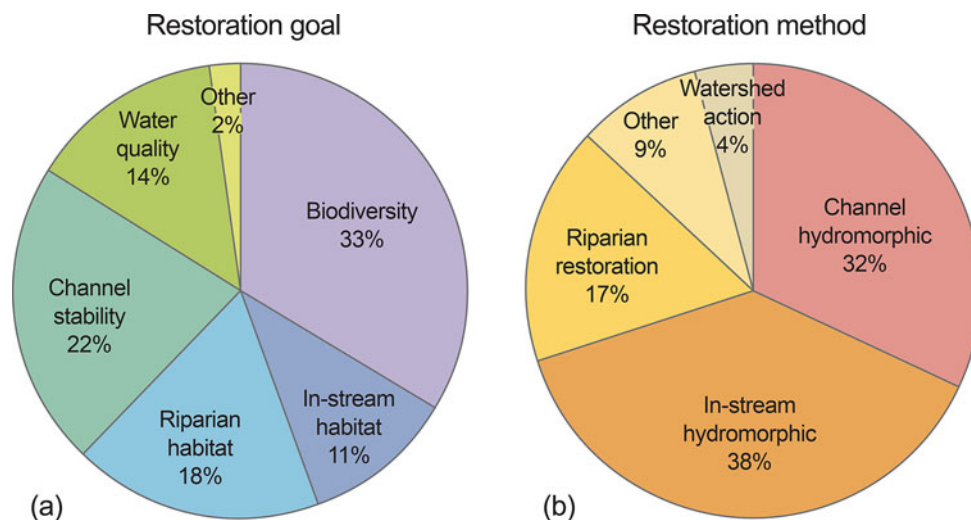 Restoration goal
Other
2%
Water
quality
14%
Biodiversity
33%
Channel
stability
22%
In-stream
habitat
11%
Riparian
habitat
18%
(a)
Restoration method
Watershed
action
4%
Other
9%
Channel
hydromorphic
32%
Riparian
restoration
17%
In-stream
hydromorphic
38%
(b)